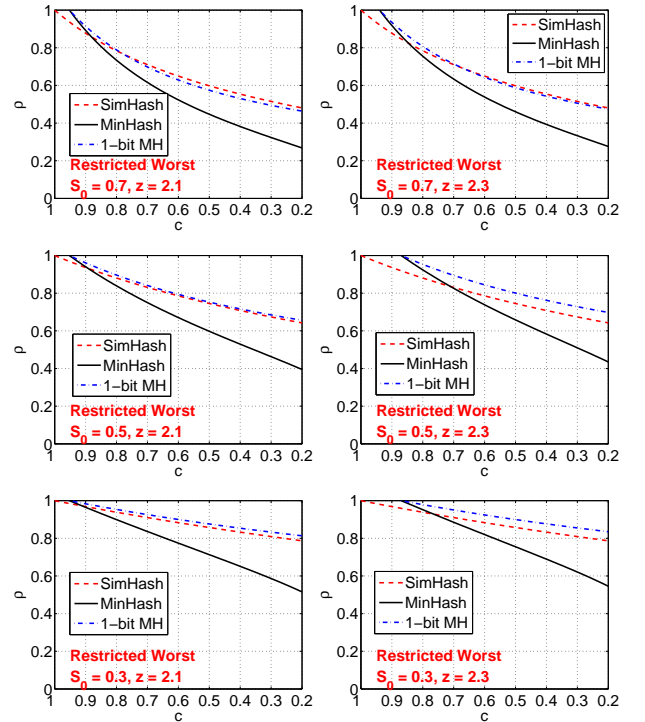 1
0.8
0.6
0.4
0.2
0
ρ
SimHash
MinHash
1−bit MH
Restricted Worst
S0 = 0.7, z = 2.1
1 0.9 0.8 0.7 0.6 0.5 0.4 0.3 0.2
c
1
0.8
0.6
0.4
0.2
0
ρ
SimHash
MinHash
1−bit MH
Restricted Worst
S0 = 0.7, z = 2.3
1 0.9 0.8 0.7 0.6 0.5 0.4 0.3 0.2
c
1
0.8
0.6
0.4
0.2
0
ρ
SimHash
MinHash
1−bit MH
Restricted Worst
S0 = 0.5, z = 2.1
1 0.9 0.8 0.7 0.6 0.5 0.4 0.3 0.2
c
1
0.8
0.6
0.4
0.2
0
ρ
SimHash
MinHash
1−bit MH
Restricted Worst
S0 = 0.5, z = 2.3
1 0.9 0.8 0.7 0.6 0.5 0.4 0.3 0.2
c
1
0.8
0.6
0.4
0.2
0
ρ
SimHash
MinHash
1−bit MH
Restricted Worst
S0 = 0.3, z = 2.1
1 0.9 0.8 0.7 0.6 0.5 0.4 0.3 0.2
c
1
0.8
0.6
0.4
0.2
0
ρ
SimHash
MinHash
1−bit MH
Restricted Worst
S0 = 0.3, z = 2.3
1 0.9 0.8 0.7 0.6 0.5 0.4 0.3 0.2
c